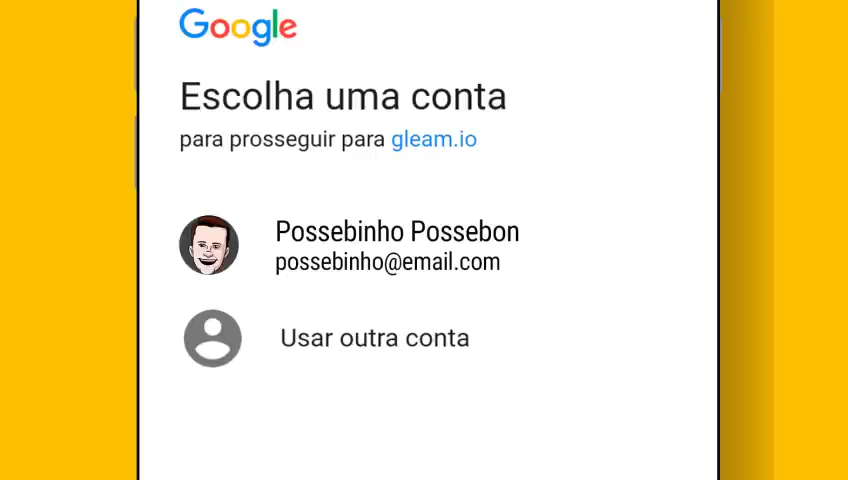 Google
Escolha uma conta
para prosseguir para gleam.io
Possebinho Possebon
possebinho@email.com
Usar outra conta